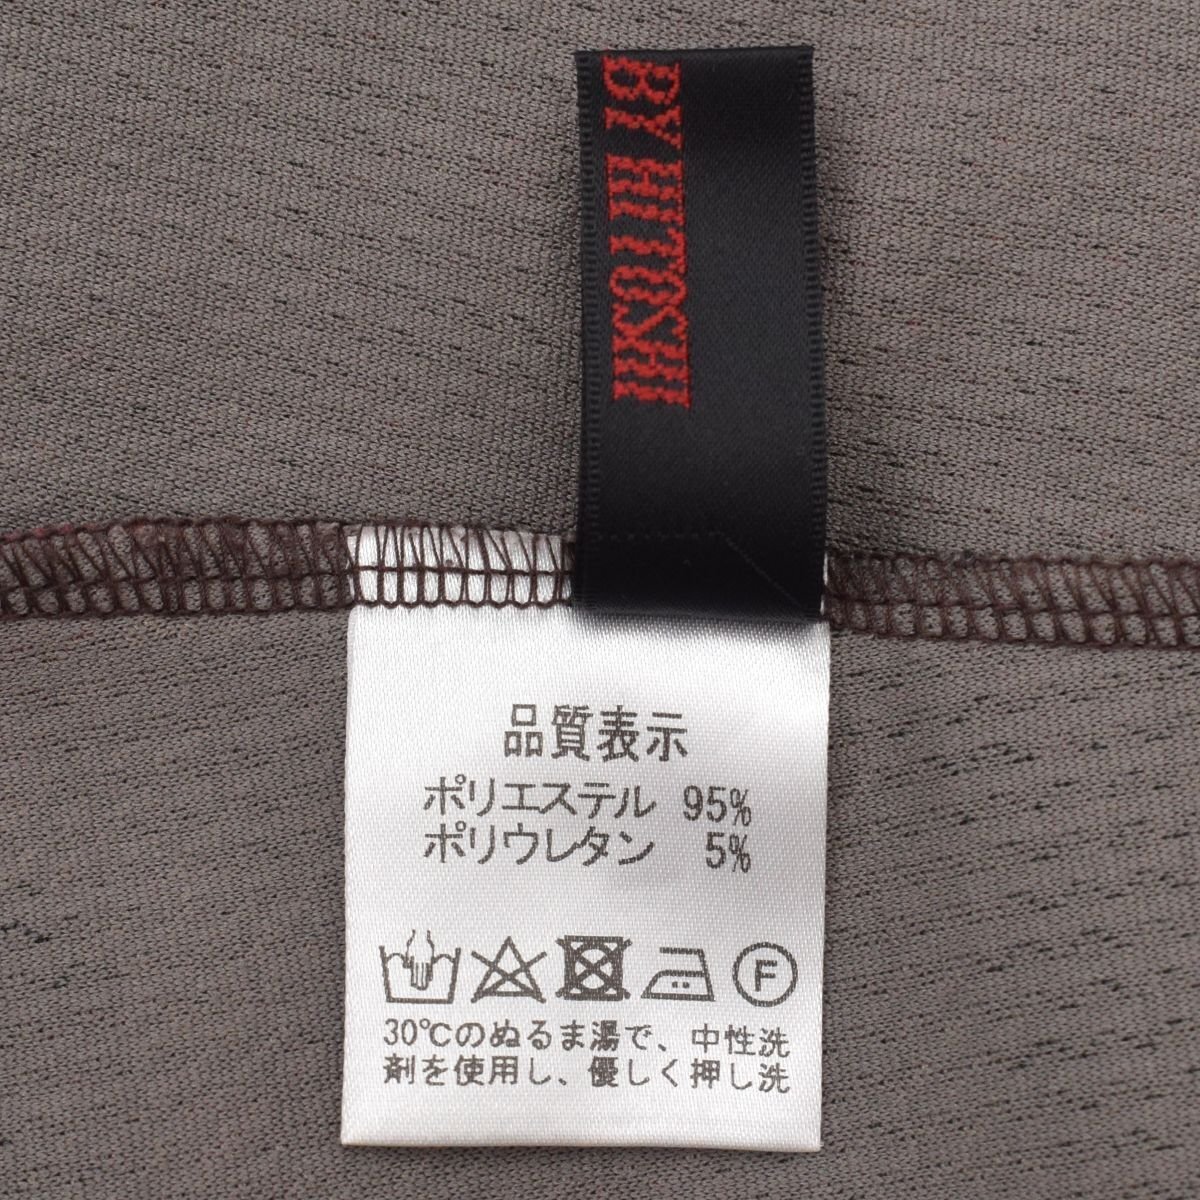 BY HITOSHI
品質表示
ポリエステル 95%
ポリウレタン 5%
F
30℃のぬるま湯で、中性洗
剤を使用し、優しく押し洗